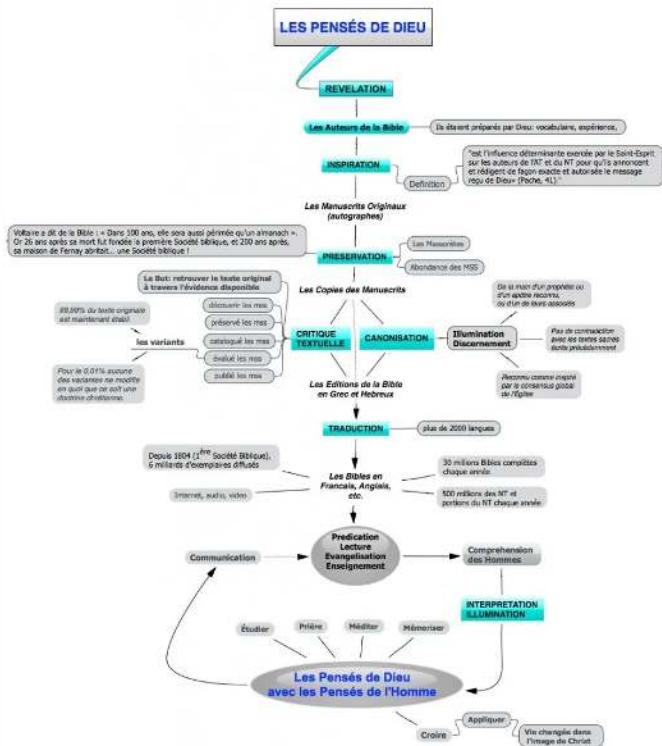 LES PENSÉS DE DIEU
REVELATION
Les Auteurs de la Bible
Ils étaient préparés par Dieu: vocabulaire, expérience,
INSPIRATION
Definition
"est l'influence déterminante exercée par le Saint-Esprit
sur les auteurs de l'AT et du NT pour qu'ils annoncent
et rédigent de façon exacte et autorisée le message
reçu de Dieu» (Pache, 41)."
Les Manuscrits Originaux
(autographes)
Voltaire a dit de la Bible : « Dans 100 ans, elle sera aussi périmée qu'un almanach ».
Or 26 ans après sa mort fut fondée la première Société biblique, et 200 ans après,
sa maison de Fernay abritait... une Société biblique !
PRESERVATION
Les Massorètes
Abondance des MSS
Les Copies des Manuscrits
Le But: retrouver le texte original
à travers l'évidence disponible
découvrir les mss
préservé les mss
catalogué les mss
évalué les mss
publié les mss
99,99% du texte originale
est maintenant établi
les variants
Pour le 0,01% aucune
des variantes ne modifie
en quoi que ce soit une
doctrine chrétienne.
CRITIQUE
TEXTUELLE
CANONISATION
Illumination
Discernement
De la main d'un prophète ou
d'un apôtre reconnu,
ou d'un de leurs associés
Pas de contradiction
avec les textes sacrés
écrits précédemment
Reconnu comme inspiré
par le consensus global
de l'Église
Les Editions de la Bible
en Grec et Hebreux
TRADUCTION
plus de 2000 langues
Depuis 1804 (1ère Société Biblique),
6 milliards d'exemplaires diffusés
Internet, audio, video
Les Bibles en
Francais, Anglais,
etc.
30 milions Bibles complètes
chaque année
500 millions des NT et
portions du NT chaque année
Communication
Predication
Lecture
Evangelisation
Enseignement
Comprehension
des Hommes
INTERPRETATION
ILLUMINATION
Étudier
Prière
Méditer
Mémoriser
Les Pensés de Dieu
avec les Pensés de l'Homme
Croire
Appliquer
Vie changée dans
l'image de Christ